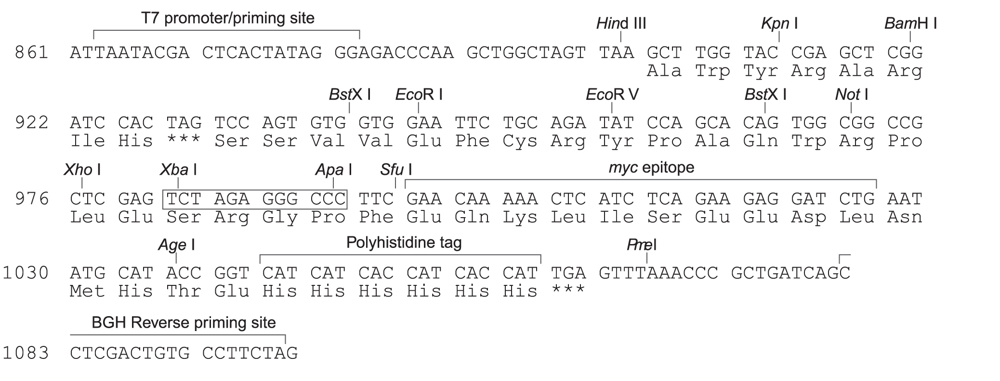 T7 promoter/priming site
Hind III Kpn I BamH I
861 ATTAATACGA CTCACTATAG GGAGACCCAA GCTGGCTAGT TAA GCT TGG TAC CGA GCT CGG
Ala Trp Tyr Arg Ala Arg
BstX I EcoR I EcoR V BstX I Not I
922 ATC CAC TAG TCC AGT GTG GTG GAA TTC TGC AGA TAT CCA GCA CAG TGG CGG CCG
Ile His *** Ser Ser Val Val Glu Phe Cys Arg Tyr Pro Ala Gln Trp Arg Pro
Xho I Xba I Apa I Sfu I myc epitope
976 CTC GAG TCT AGA GGG CCC TTC GAA CAA AAA CTC ATC TCA GAA GAG GAT CTG AAT
Leu Glu Ser Arg Gly Pro Phe Glu Gln Lys Leu Ile Ser Glu Glu Asp Leu Asn
Age I Polyhistidine tag PmeI
1030 ATG CAT ACC GGT CAT CAT CAC CAT CAC CAT TGA GTTTAAACCC GCTGATCAGC
Met His Thr Glu His His His His His His ***
BGH Reverse priming site
1083 CTCGACTGTG CCTTCTAG